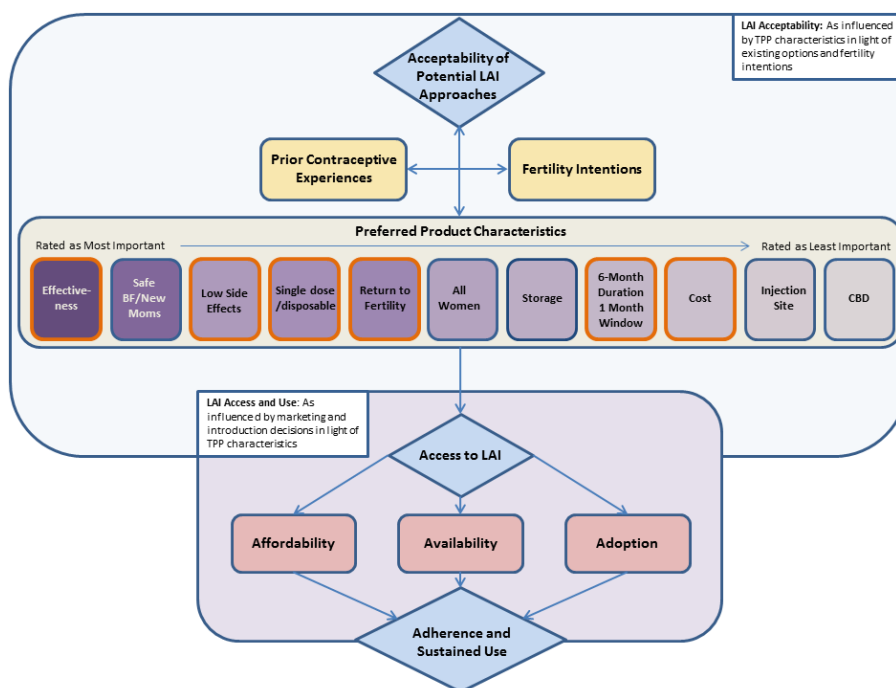 LAI Acceptability: As influenced
by TPP characteristics in light of
existing options and fertility
intentions
Acceptability of
Potential LAI
Approaches
Prior Contraceptive
Experiences
Fertility Intentions
Preferred Product Characteristics
Rated as Most Important
Rated as Least Important
Effective-
ness
Safe
BF/New
Moms
Low Side
Effects
Single dose
/disposable
Return to
Fertility
All
Women
Storage
6-Month
Duration
1 Month
Window
Cost
Injection
Site
CBD
LAI Access and Use: As
influenced by marketing and
introduction decisions in light of
TPP characteristics
Access to LAI
Affordability
Availability
Adoption
Adherence and
Sustained Use